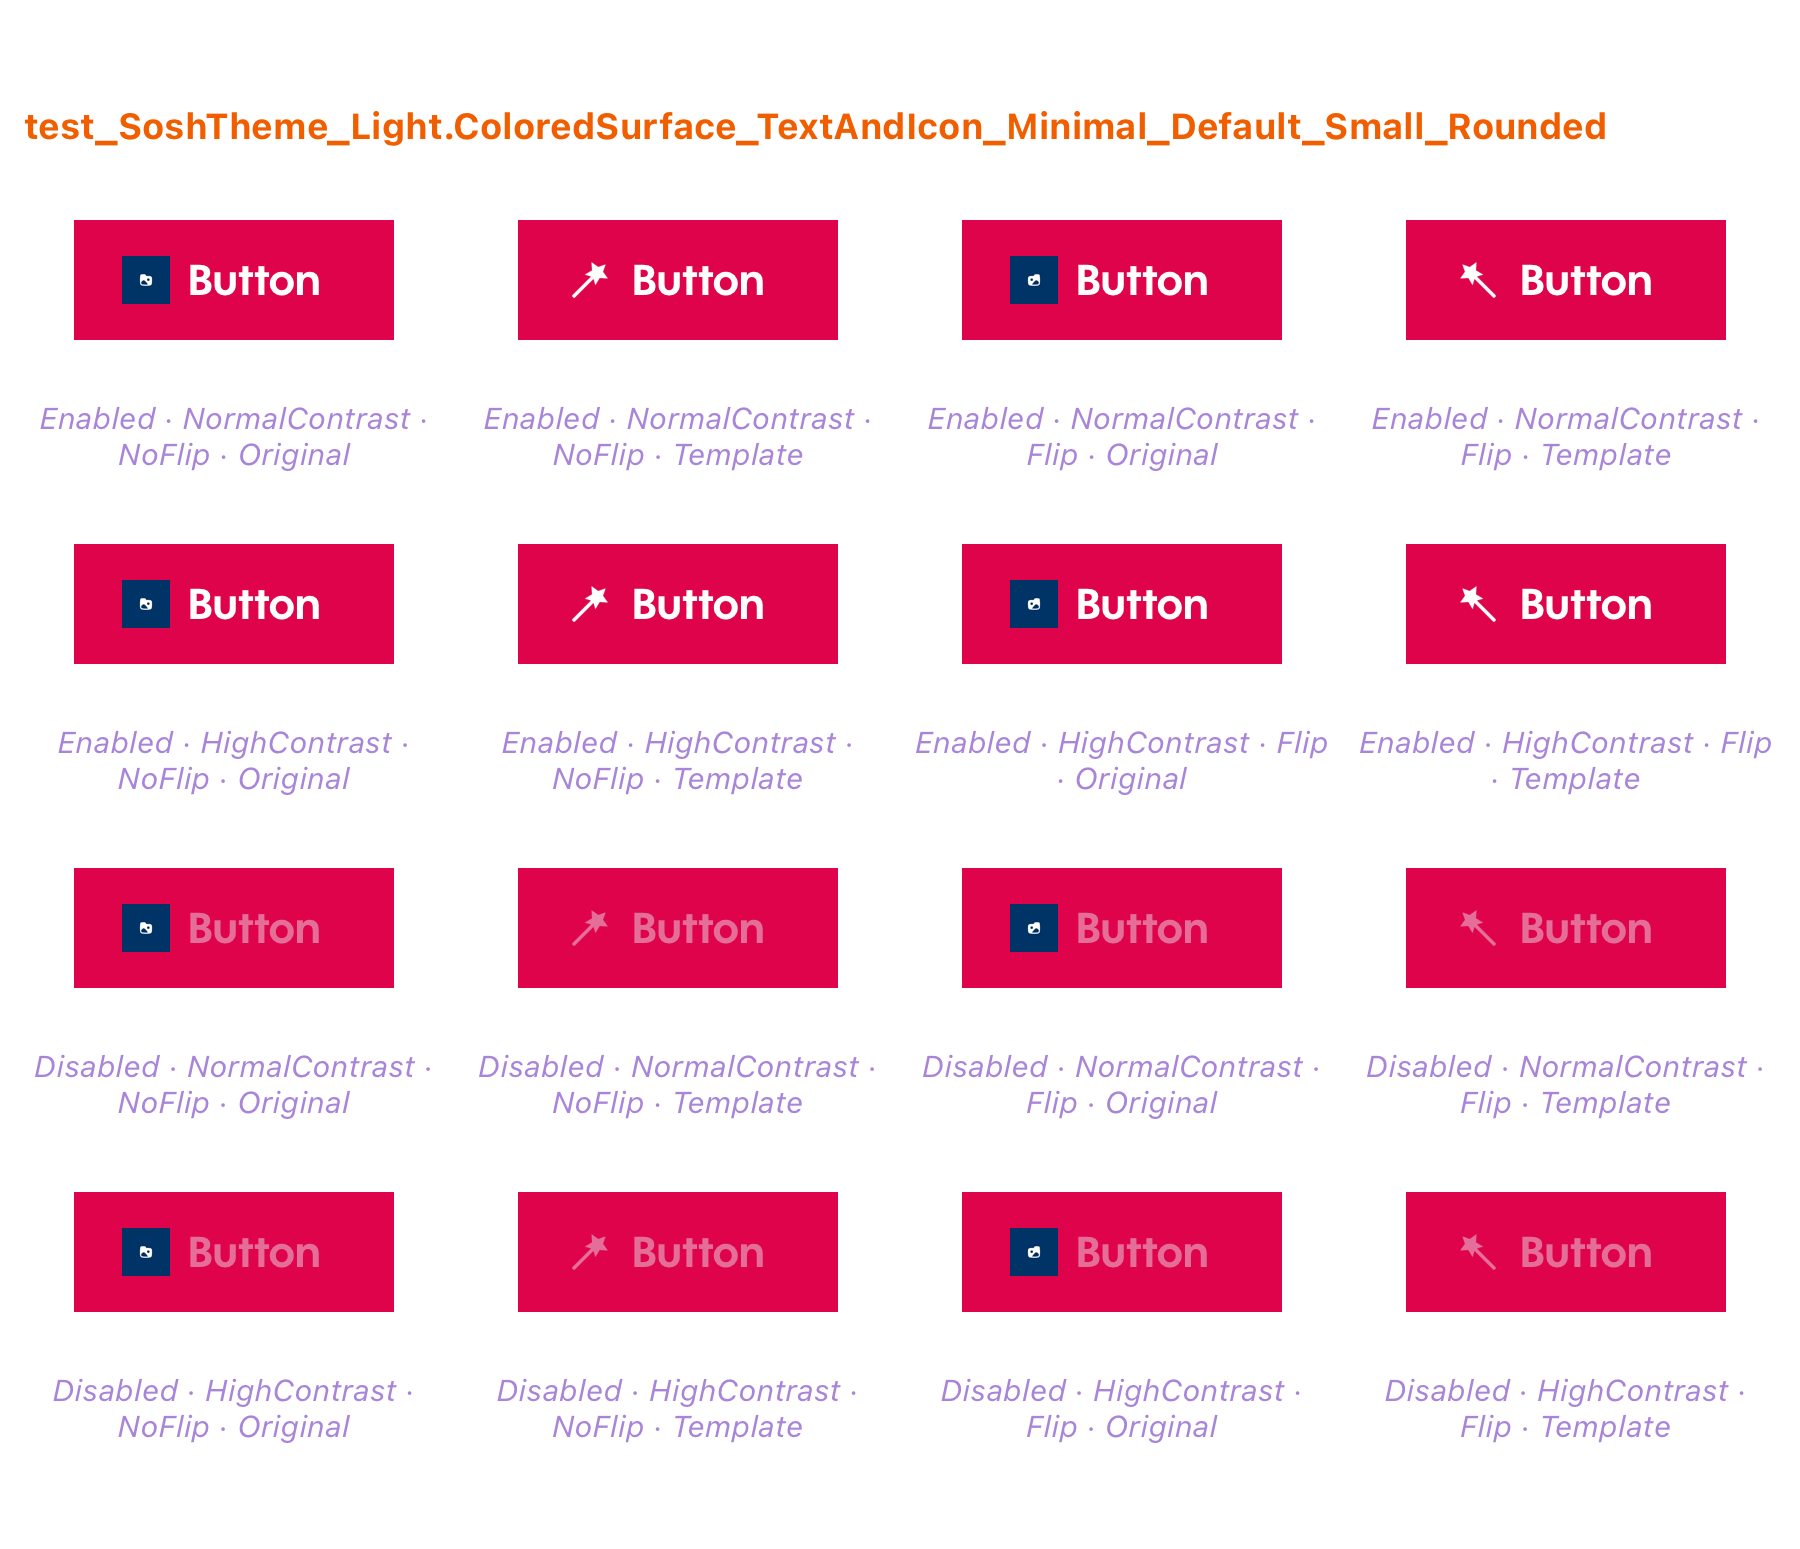 test_SoshTheme_Light.ColoredSurface_TextAndIcon_Minimal_Default_Small_Rounded
Button
Button
Button
Button
Enabled · NormalContrast ·
NoFlip · Original
Enabled · NormalContrast ·
NoFlip · Template
Enabled · NormalContrast ·
Flip · Original
Enabled · NormalContrast ·
Flip · Template
Button
Button
Button
Button
Enabled · HighContrast ·
NoFlip · Original
Enabled · HighContrast ·
NoFlip · Template
Enabled · HighContrast · Flip
· Original
Enabled · HighContrast · Flip
· Template
Button
Button
Button
Button
Disabled · NormalContrast ·
NoFlip · Original
Disabled · NormalContrast ·
NoFlip · Template
Disabled · NormalContrast ·
Flip · Original
Disabled · NormalContrast ·
Flip · Template
Button
Button
Button
Button
Disabled · HighContrast ·
NoFlip · Original
Disabled · HighContrast ·
NoFlip · Template
Disabled · HighContrast ·
Flip · Original
Disabled · HighContrast ·
Flip · Template